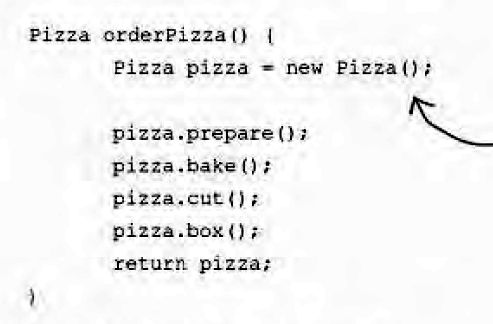 Pizza orderPizza() {
Pizza pizza = new Pizza();
pizza.prepare();
pizza.bake();
pizza.cut();
pizza.box();
return pizza;
}